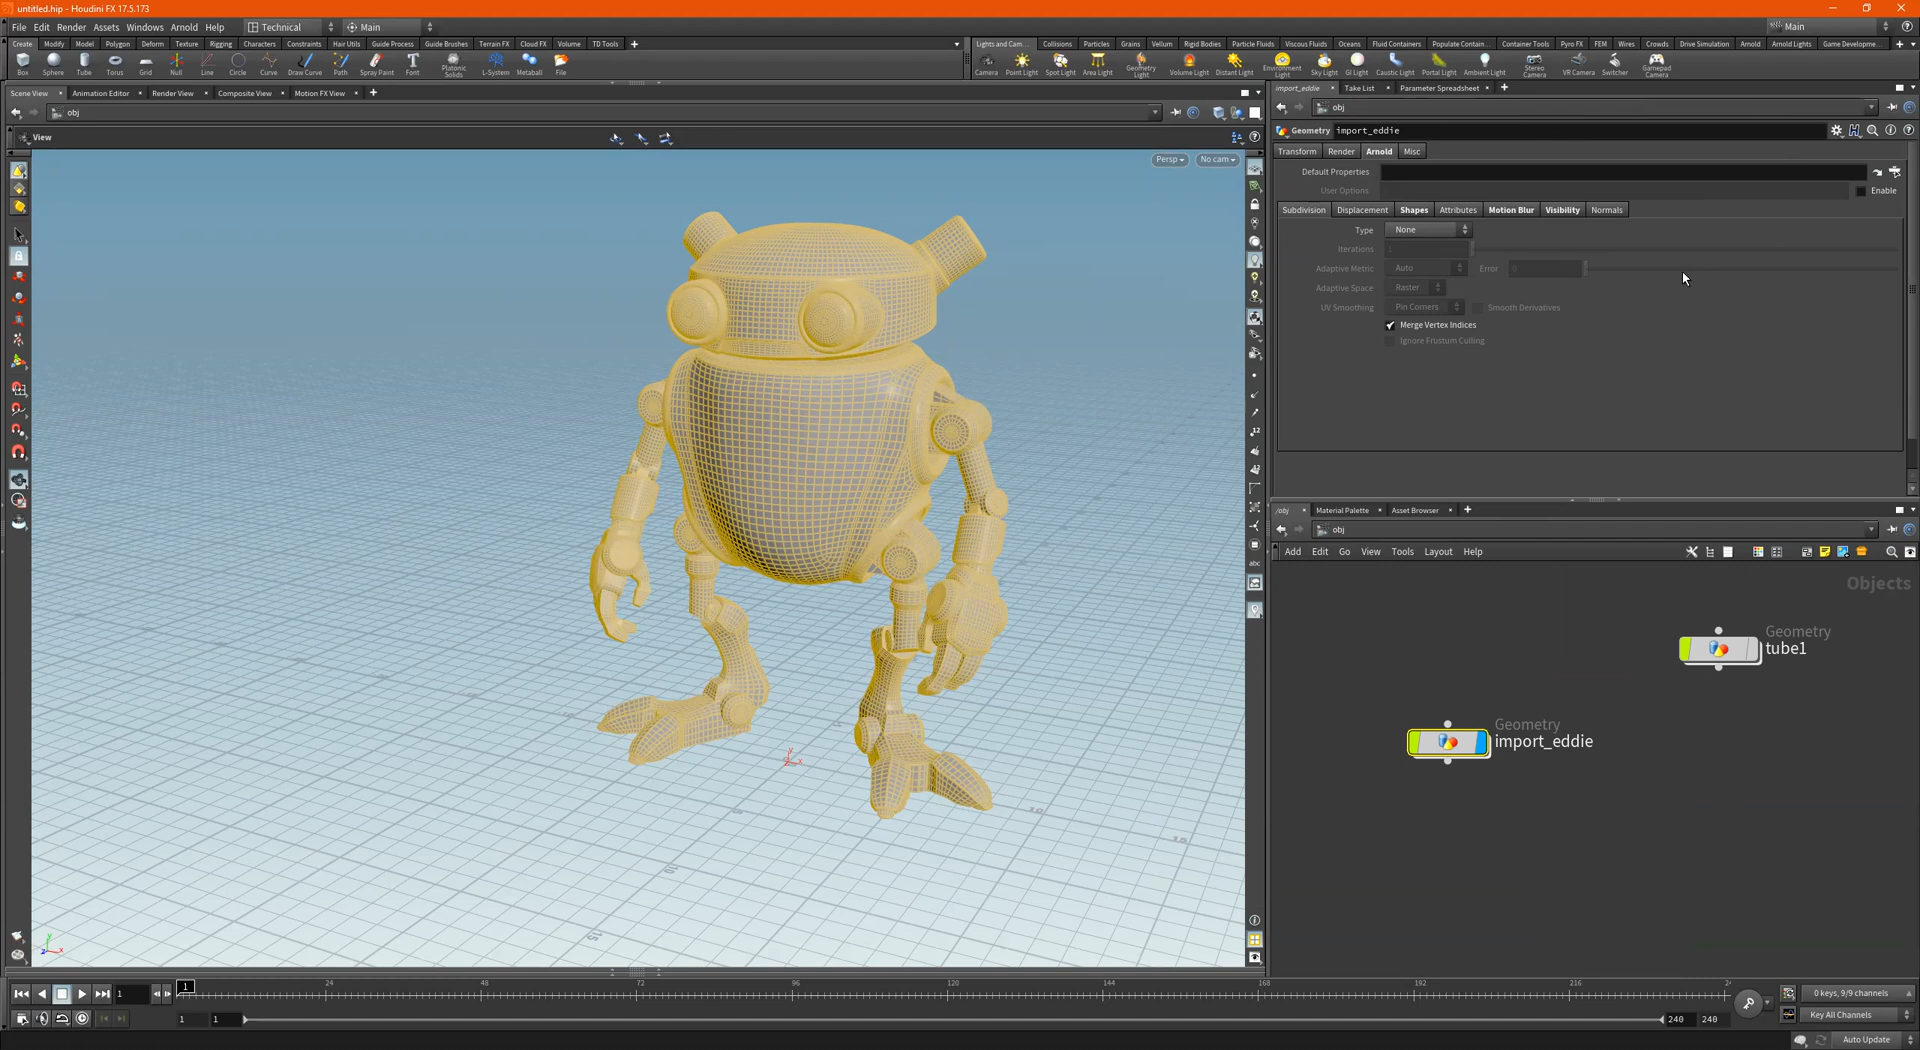 untitled.hip - Houdini FX 17.5.173
File Edit Render Assets Windows Arnold Help Technical Main Main
Create Modify Model Polygon Deform Texture Rigging Characters Constraints Hair Utils Guide Process Guide Brushes Terrain FX Cloud FX Volume TD Tools
Lights and Cam... Collisions Particles Grains Vellum Rigid Bodies Particle Fluids Viscous Fluids Oceans Fluid Containers Populate Contain... Container Tools Pyro FX FEM Wires Crowds Drive Simulation Arnold Arnold Lights Game Developme...
Box Sphere Tube Torus Grid Null Line Circle Curve Draw Curve Path Spray Paint Font Platonic Solids L-System Metaball File
Camera Point Light Spot Light Area Light Geometry Light Volume Light Distant Light Environment Light Sky Light GI Light Caustic Light Portal Light Ambient Light Stereo Camera VR Camera Switcher Gamepad Camera
Scene View Animation Editor Render View Composite View Motion FX View
import_eddie Take List Parameter Spreadsheet
obj
obj
View
Persp No cam
Geometry import_eddie
Transform Render Arnold Misc
Default Properties
User Options Enable
Subdivision Displacement Shapes Attributes Motion Blur Visibility Normals
Type None
Iterations 1
Adaptive Metric Auto Error 0
Adaptive Space Raster
UV Smoothing Pin Corners Smooth Derivatives
Merge Vertex Indices
Ignore Frustum Culling
/obj Material Palette Asset Browser
obj
Add Edit Go View Tools Layout Help
Objects
Geometry
tube1
Geometry
import_eddie
12
abc
5
10
15
10
15
y
x
y
z
x
1
1 24 48 72 96 120 144 168 192 216
0 keys, 9/9 channels
1 1 240 240
Key All Channels
Auto Update